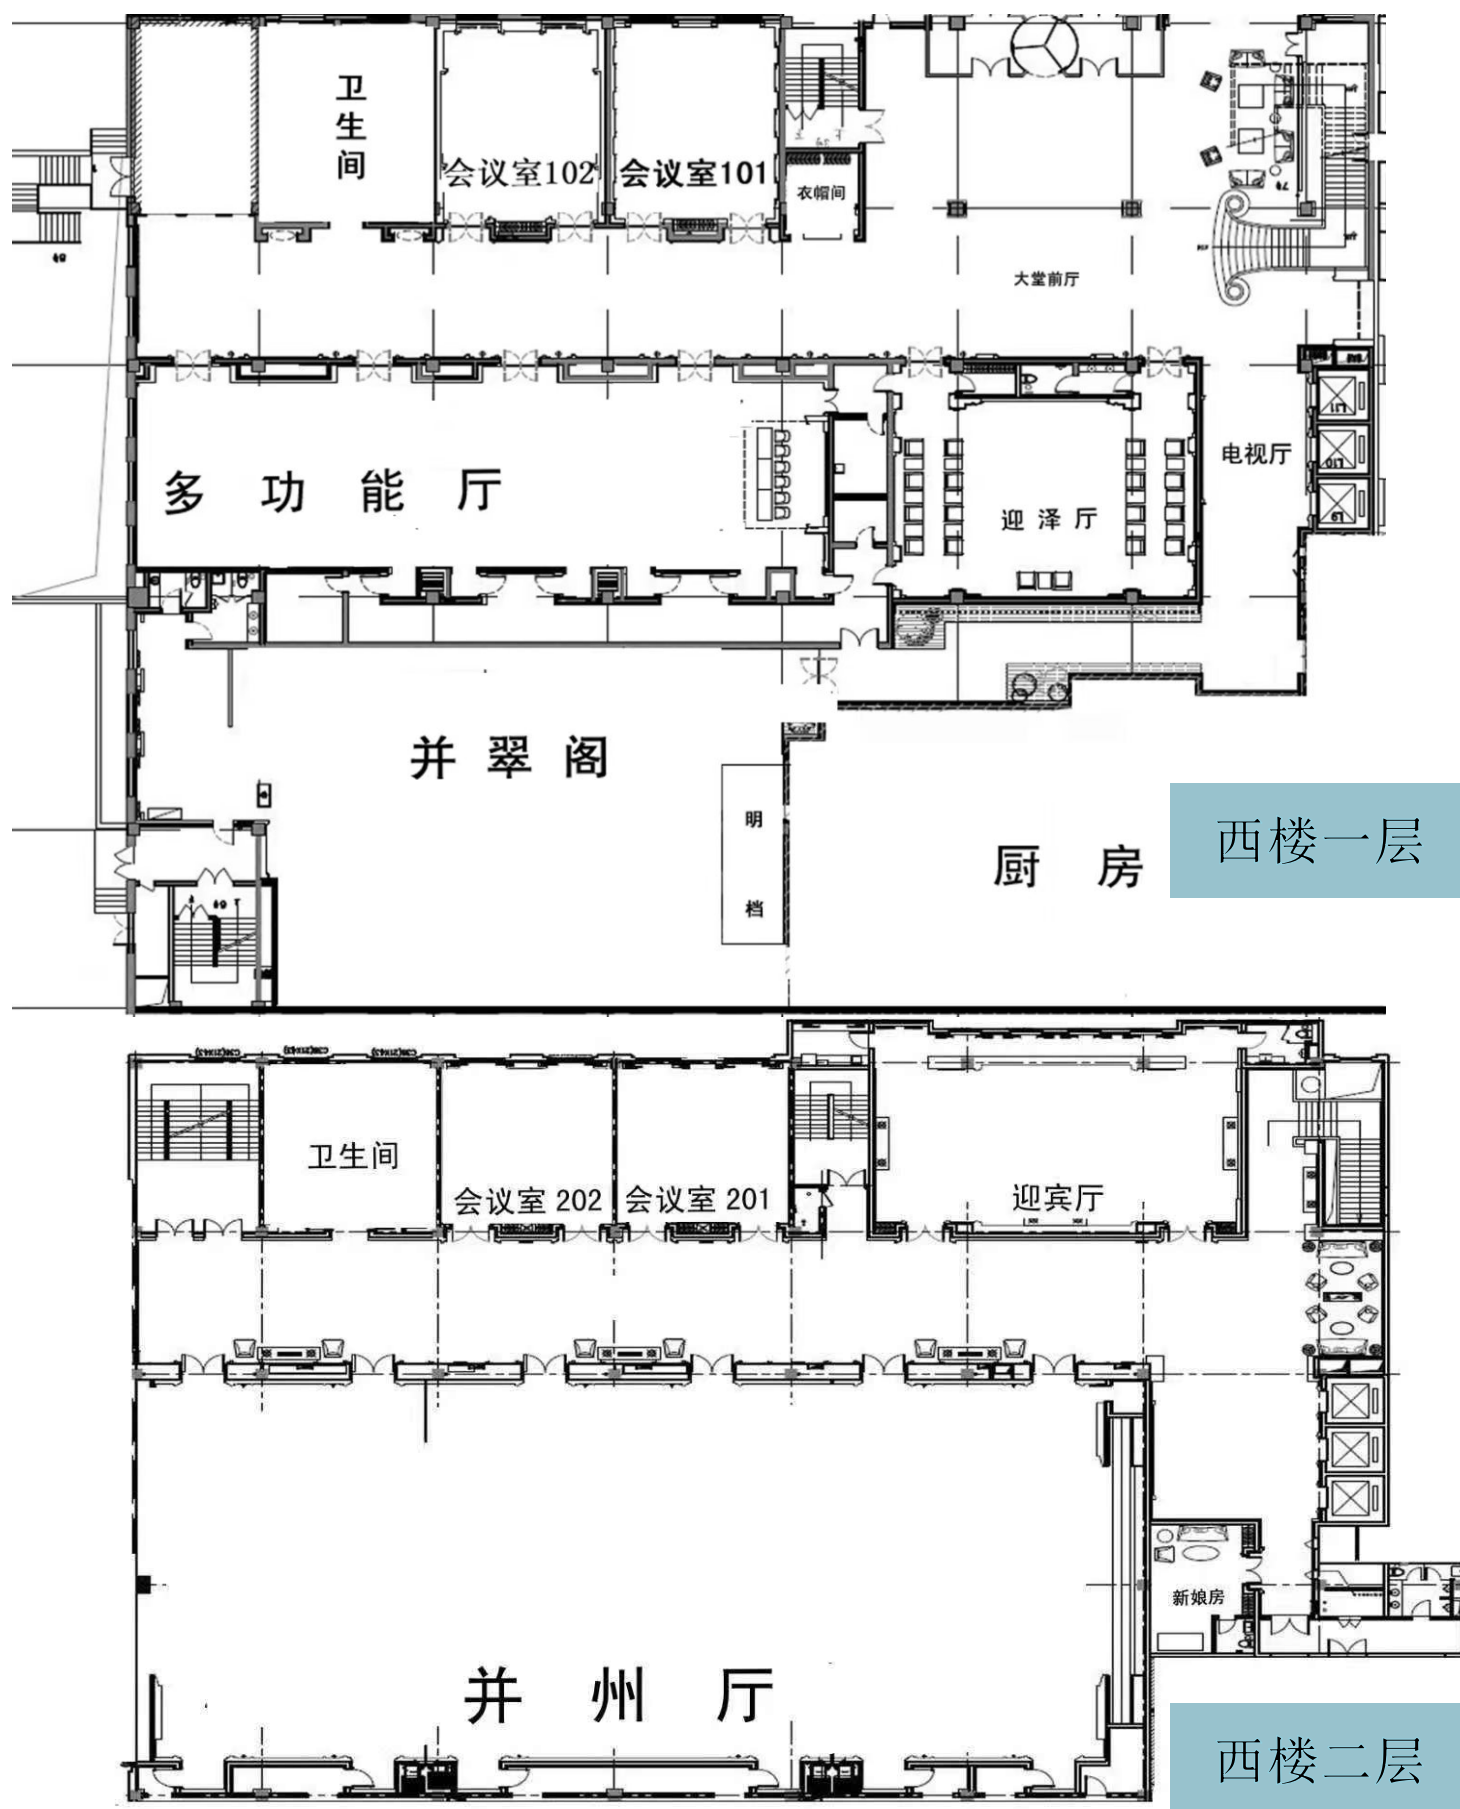 卫生间
会议室102
会议室101
衣帽间
大堂前厅
多功能厅
迎泽厅
电视厅
L11
L10
L9
并翠阁
明档
厨房
西楼一层
卫生间
会议室 202
会议室 201
迎宾厅
新娘房
并州厅
西楼二层